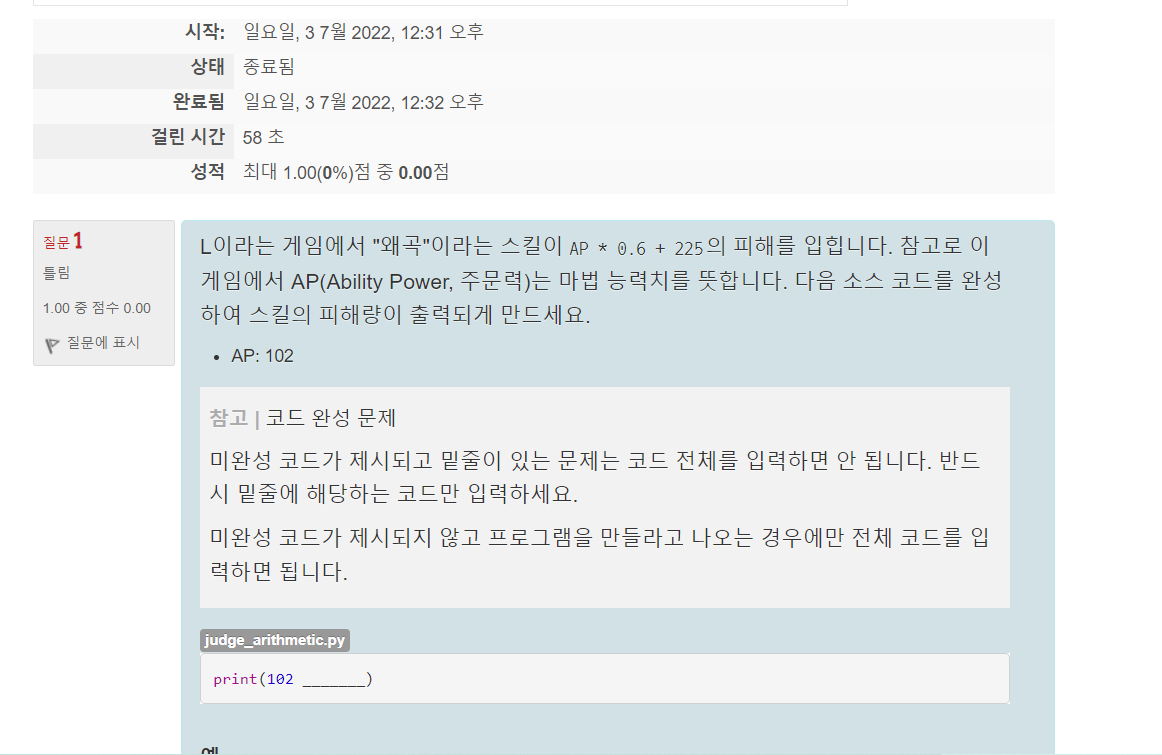 시작: 일요일, 3 7월 2022, 12:31 오후
상태 종료됨
완료됨 일요일, 3 7월 2022, 12:32 오후
걸린 시간 58 초
성적 최대 1.00(0%)점 중 0.00점
질문 1
틀림
1.00 중 점수 0.00
질문에 표시
L이라는 게임에서 "왜곡"이라는 스킬이 AP * 0.6 + 225의 피해를 입힙니다. 참고로 이
게임에서 AP(Ability Power, 주문력)는 마법 능력치를 뜻합니다. 다음 소스 코드를 완성
하여 스킬의 피해량이 출력되게 만드세요.
• AP: 102
참고 | 코드 완성 문제
미완성 코드가 제시되고 밑줄이 있는 문제는 코드 전체를 입력하면 안 됩니다. 반드
시 밑줄에 해당하는 코드만 입력하세요.
미완성 코드가 제시되지 않고 프로그램을 만들라고 나오는 경우에만 전체 코드를 입
력하면 됩니다.
judge_arithmetic.py
print(102 _______)